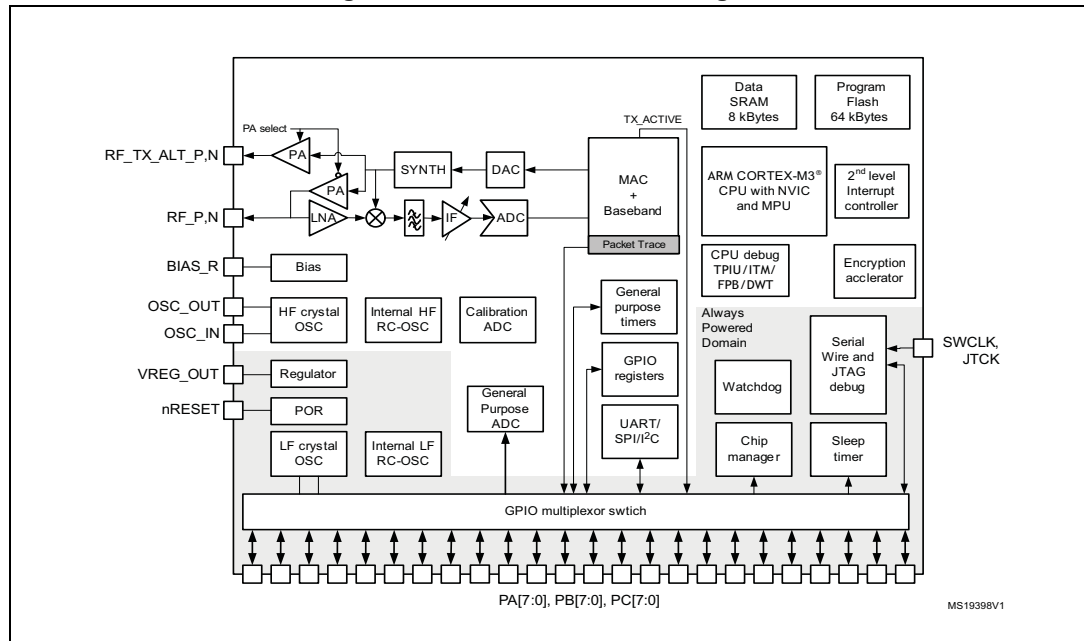 Data
SRAM
8 kBytes
Program
Flash
64 kBytes
TX_ACTIVE
PA select
RF_TX_ALT_P,N
PA
SYNTH
DAC
MAC
+
Baseband
ARM CORTEX-M3®
CPU with NVIC
and MPU
2nd level
Interrupt
controller
PA
RF_P,N
LNA
IF
ADC
Packet Trace
CPU debug
TPIU/ITM/
FPB/DWT
Encryption
acclerator
BIAS_R
Bias
OSC_OUT
OSC_IN
HF crystal
OSC
Internal HF
RC-OSC
Calibration
ADC
General
purpose
timers
Always
Powered
Domain
Serial
Wire and
JTAG
debug
SWCLK,
JTCK
VREG_OUT
Regulator
GPIO
registers
Watchdog
nRESET
POR
General
Purpose
ADC
UART/
SPI/I2C
Chip
manager
Sleep
timer
LF crystal
OSC
Internal LF
RC-OSC
GPIO multiplexor swtich
PA[7:0], PB[7:0], PC[7:0]
MS19398V1